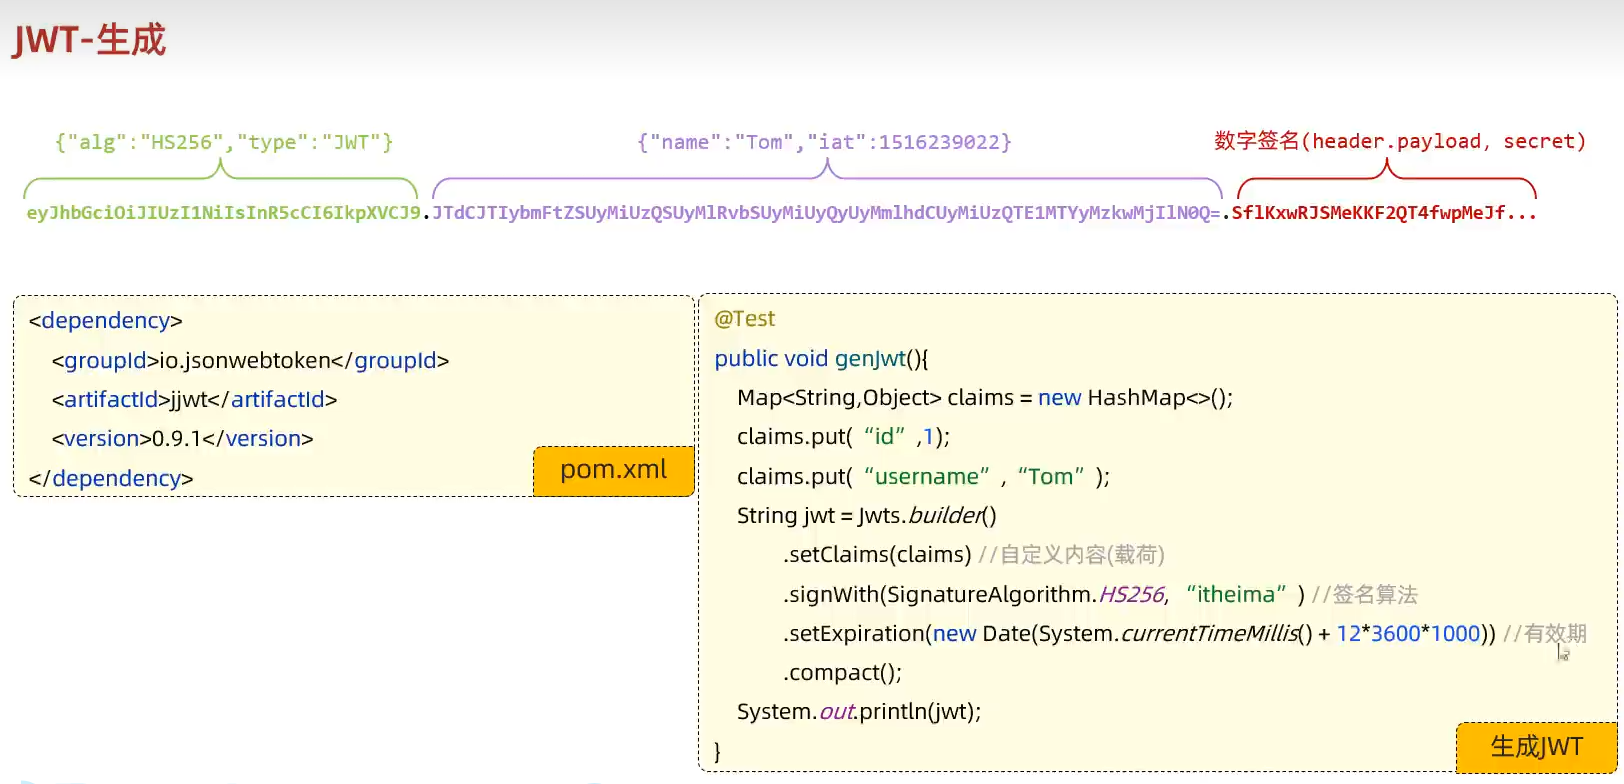 JWT-生成
{"alg":"HS256","type":"JWT"}
{"name":"Tom","iat":1516239022}
数字签名(header.payload, secret)
eyJhbGciOiJIUzI1NiIsInR5cCI6IkpXVCJ9.JTdCJTIybmFtZSUyMiUzQSUyMlRvbSUyMiUyQyUyMmlhdCUyMiUzQTE1MTYyMzkwMjIlN0Q=.SflKxwRJSMeKKF2QT4fwpMeJf...
<dependency>
<groupId>io.jsonwebtoken</groupId>
<artifactId>jjwt</artifactId>
<version>0.9.1</version>
</dependency>
pom.xml
@Test
public void genJwt(){
Map<String,Object> claims = new HashMap<>();
claims.put( “id” ,1);
claims.put( “username” , “Tom” );
String jwt = Jwts.builder()
.setClaims(claims) //自定义内容(载荷)
.signWith(SignatureAlgorithm.HS256, “itheima” ) //签名算法
.setExpiration(new Date(System.currentTimeMillis() + 12*3600*1000)) //有效期
.compact();
System.out.println(jwt);
}
生成JWT